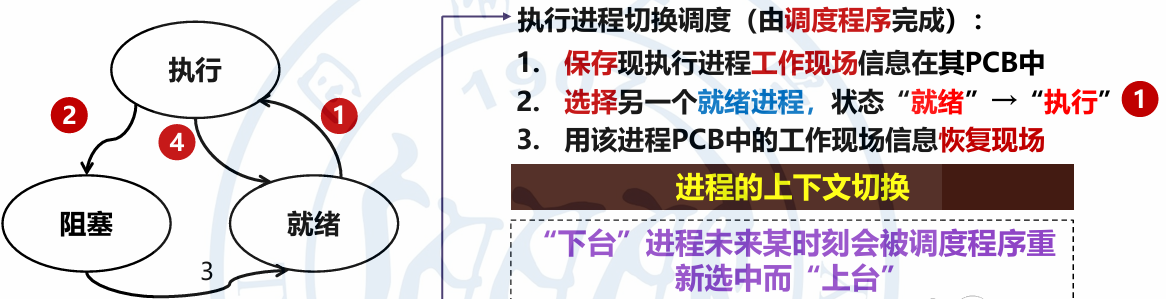 执行
2
4
1
阻塞
就绪
3
执行进程切换调度（由调度程序完成）：
1. 保存现执行进程工作现场信息在其PCB中
2. 选择另一个就绪进程，状态“就绪”→“执行” 1
3. 用该进程PCB中的工作现场信息恢复现场
进程的上下文切换
“下台”进程未来某时刻会被调度程序重
新选中而“上台”